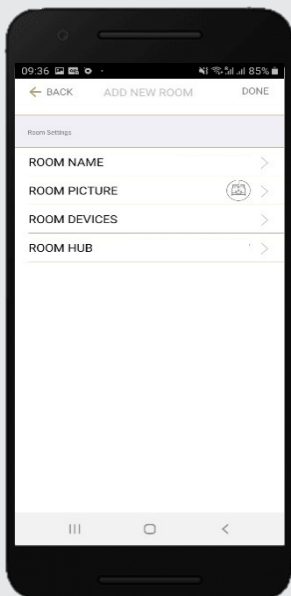 09:36 85%
BACK ADD NEW ROOM DONE
Room Settings
ROOM NAME
ROOM PICTURE
ROOM DEVICES
ROOM HUB